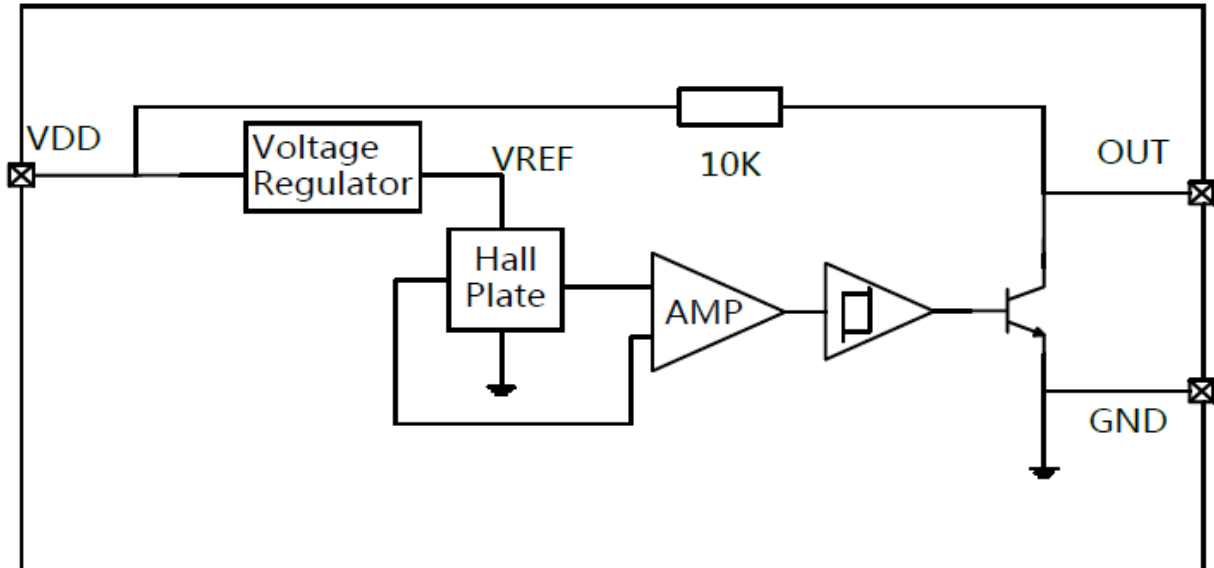 VDD
Voltage
Regulator
VREF
10K
OUT
Hall
Plate
AMP
GND